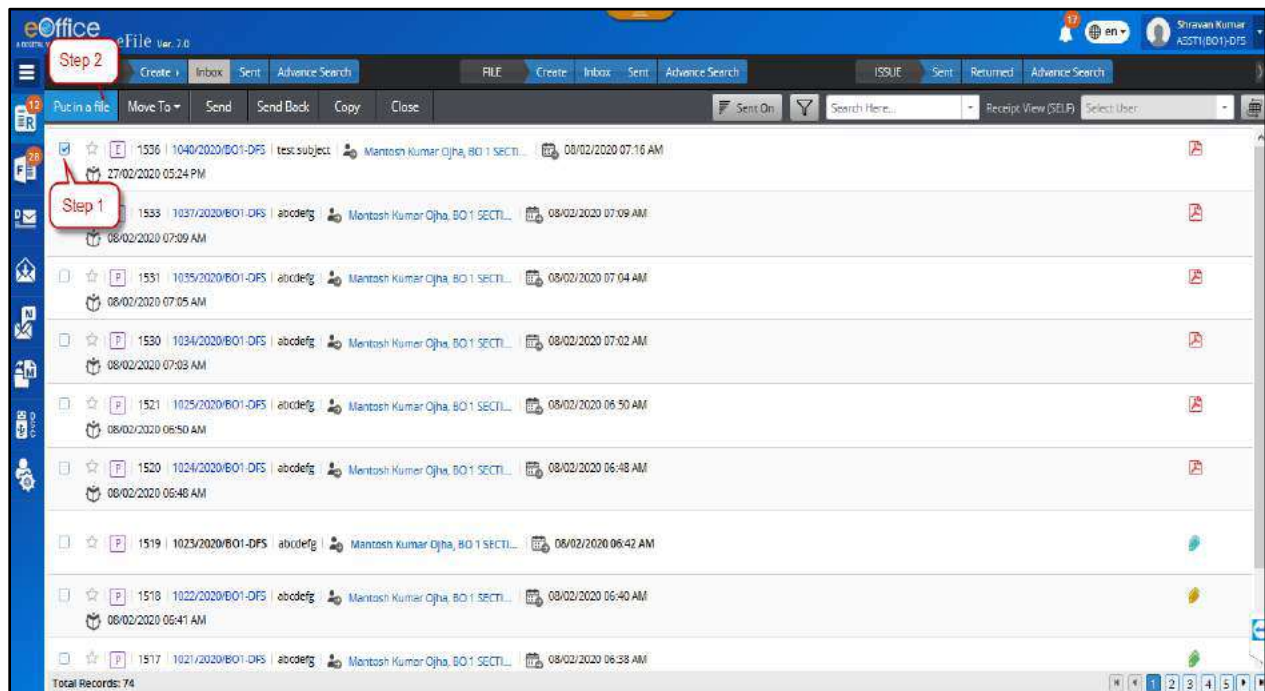 eOffice
eFile Ver. 7.0
17
en
Shravan Kumar
ASST1(BO1)-DFS
Step 2
Create Inbox Sent Advance Search FILE Create Inbox Sent Advance Search ISSUE Sent Returned Advance Search
12
R
Put in a file Move To Send Send Back Copy Close Sent On Search Here... Receipt View (SELF) Select User
E 1536 1040/2020/BO1-DFS test subject Mantosh Kumar Ojha, BO 1 SECTI... 08/02/2020 07:16 AM
28
F
27/02/2020 05:24 PM
Step 1
1533 1037/2020/BO1-DFS abcdefg Mantosh Kumar Ojha, BO 1 SECTI... 08/02/2020 07:09 AM
D
08/02/2020 07:09 AM
P 1531 1035/2020/BO1-DFS abcdefg Mantosh Kumar Ojha, BO 1 SECTI... 08/02/2020 07:04 AM
08/02/2020 07:05 AM
N
P 1530 1034/2020/BO1-DFS abcdefg Mantosh Kumar Ojha, BO 1 SECTI... 08/02/2020 07:02 AM
M
08/02/2020 07:03 AM
P 1521 1025/2020/BO1-DFS abcdefg Mantosh Kumar Ojha, BO 1 SECTI... 08/02/2020 06:50 AM
DSC
08/02/2020 06:50 AM
P 1520 1024/2020/BO1-DFS abcdefg Mantosh Kumar Ojha, BO 1 SECTI... 08/02/2020 06:48 AM
08/02/2020 06:48 AM
P 1519 1023/2020/BO1-DFS abcdefg Mantosh Kumar Ojha, BO 1 SECTI... 08/02/2020 06:42 AM
P 1518 1022/2020/BO1-DFS abcdefg Mantosh Kumar Ojha, BO 1 SECTI... 08/02/2020 06:40 AM
08/02/2020 06:41 AM
P 1517 1021/2020/BO1-DFS abcdefg Mantosh Kumar Ojha, BO 1 SECTI... 08/02/2020 06:38 AM
Total Records: 74 1 2 3 4 5